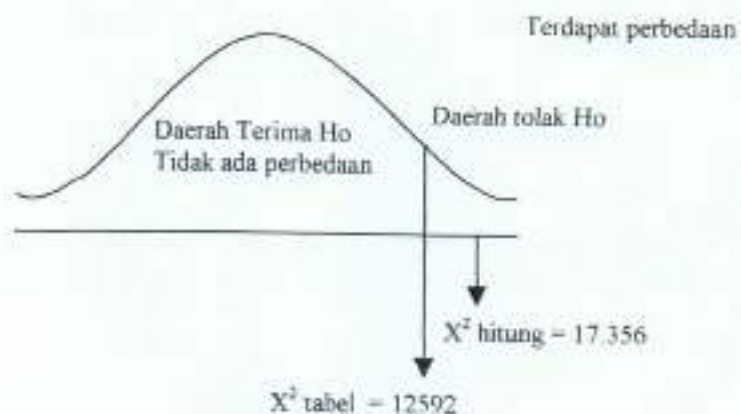 Terdapat perbedaan
Daerah tolak Ho
Daerah Terima Ho
Tidak ada perbedaan
X² hitung = 17.356
X² tabel = 12592